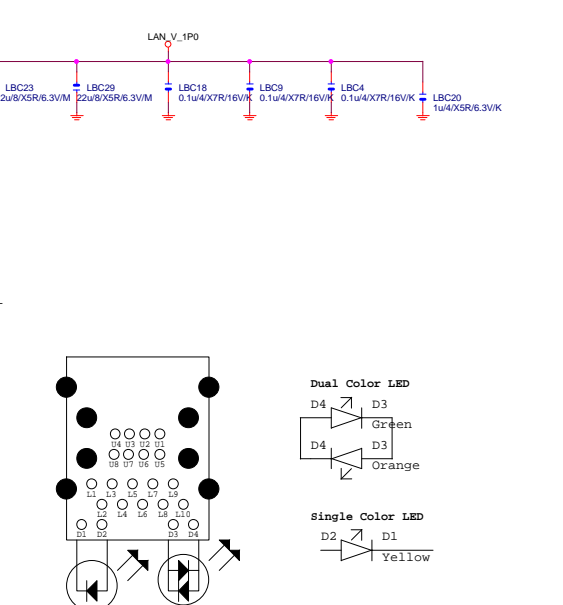 LAN_V_1P0
LBC23 LBC29 LBC18 LBC9 LBC4 LBC20
2u/8/X5R/6.3V/M 22u/8/X5R/6.3V/M 0.1u/4/X7R/16V/K 0.1u/4/X7R/16V/K 0.1u/4/X7R/16V/K 1u/4/X5R/6.3V/K
Dual Color LED
D4 D3
Green
D4 D3
Orange
U4 U3 U2 U1
U8 U7 U6 U5
L1 L3 L5 L7 L9
L2 L4 L6 L8 L10
D1 D2 D3 D4
Single Color LED
D2 D1
Yellow